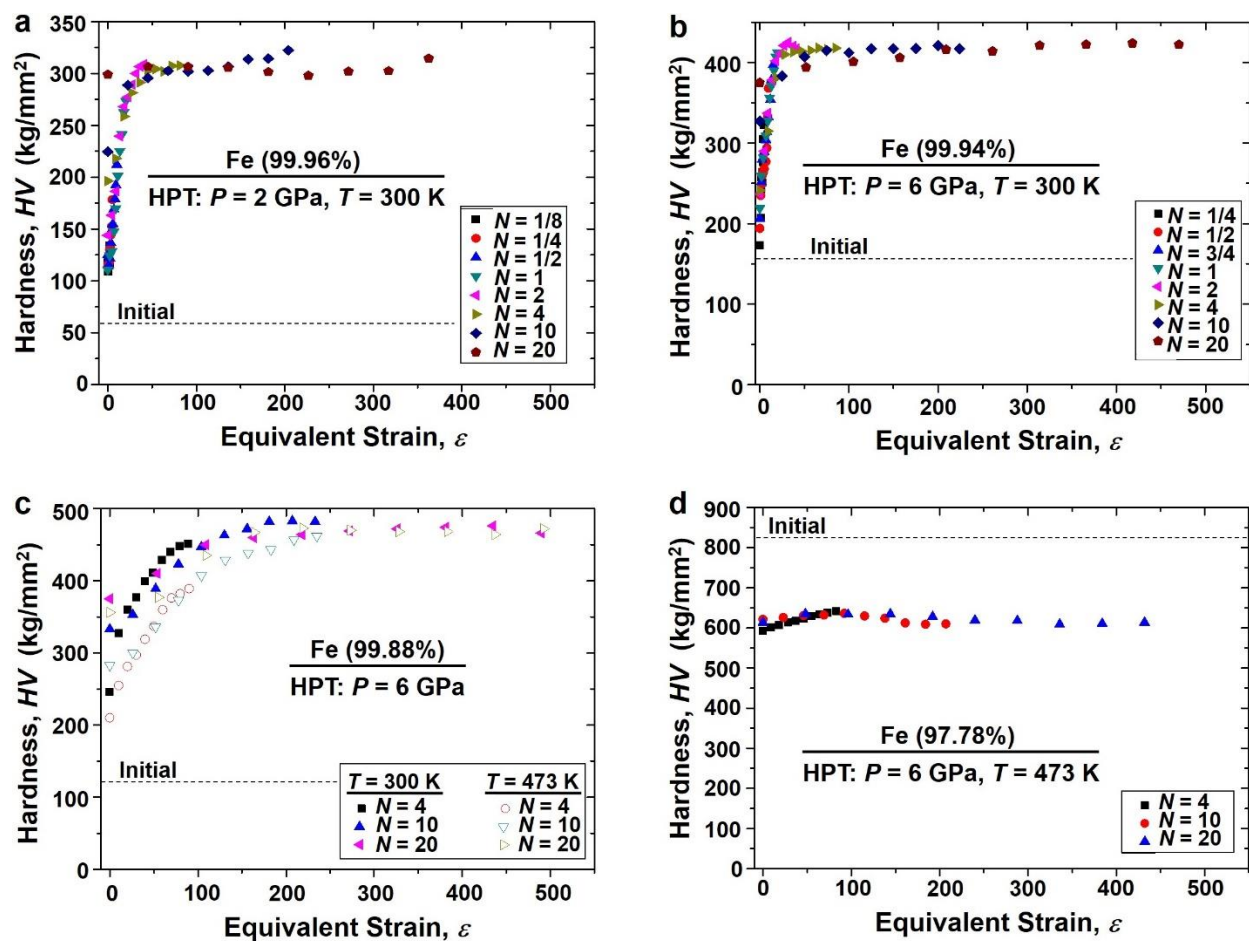 a
Hardness, HV (kg/mm²)
350
300
250
200
150
100
50
0
Fe (99.96%)
HPT: P = 2 GPa, T = 300 K
Initial
N = 1/8
N = 1/4
N = 1/2
N = 1
N = 2
N = 4
N = 10
N = 20
0 100 200 300 400 500
Equivalent Strain, ε
b
Hardness, HV (kg/mm²)
400
300
200
100
0
Fe (99.94%)
HPT: P = 6 GPa, T = 300 K
Initial
N = 1/4
N = 1/2
N = 3/4
N = 1
N = 2
N = 4
N = 10
N = 20
0 100 200 300 400 500
Equivalent Strain, ε
c
Hardness, HV (kg/mm²)
500
400
300
200
100
0
Fe (99.88%)
HPT: P = 6 GPa
Initial
T = 300 K T = 473 K
N = 4 N = 4
N = 10 N = 10
N = 20 N = 20
0 100 200 300 400 500
Equivalent Strain, ε
d
Hardness, HV (kg/mm²)
900
800
700
600
500
400
300
200
100
0
Initial
Fe (97.78%)
HPT: P = 6 GPa, T = 473 K
N = 4
N = 10
N = 20
0 100 200 300 400 500
Equivalent Strain, ε